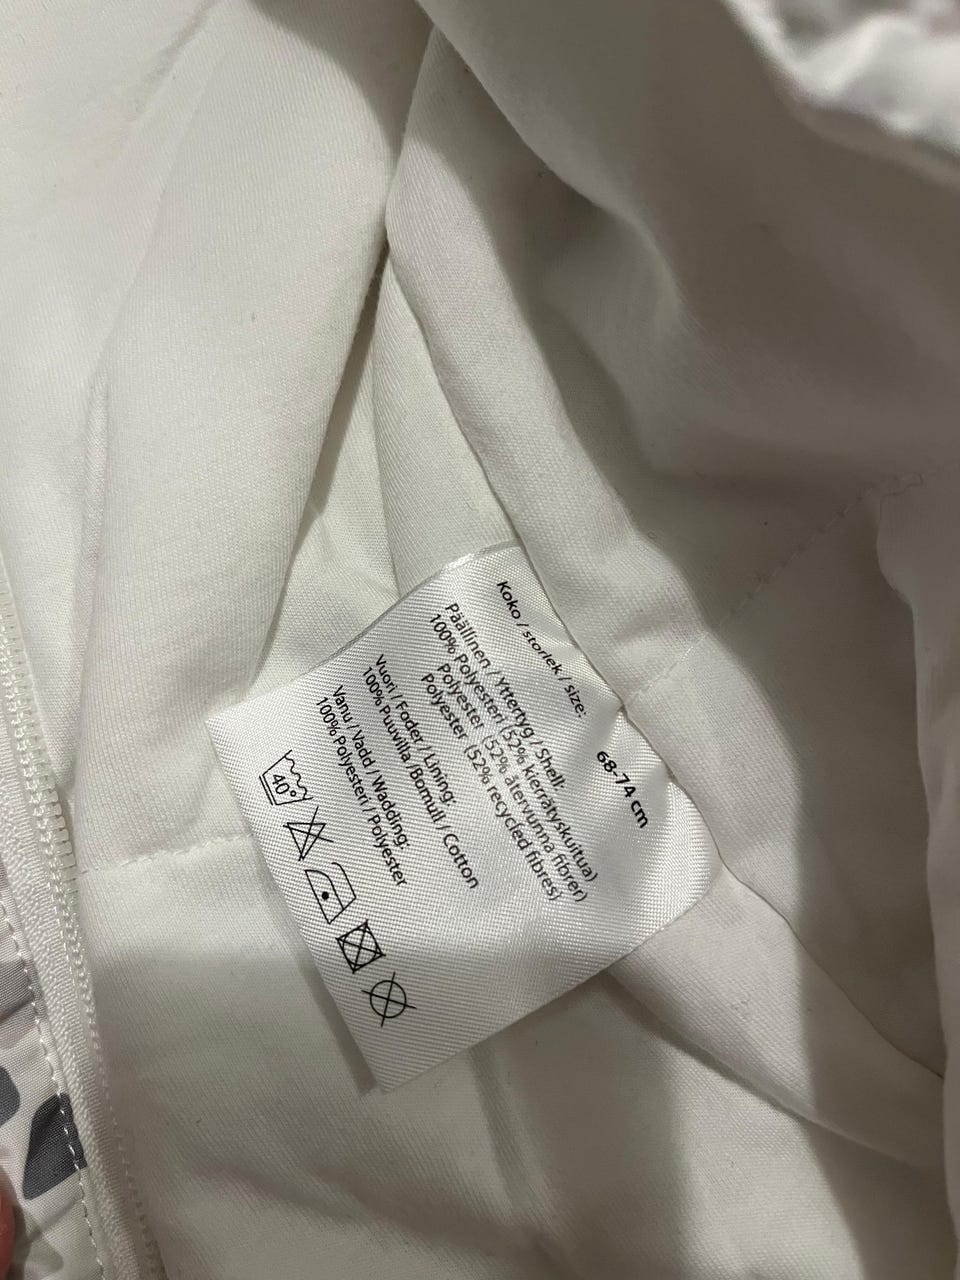 Koko / storlek / size:
68-74 cm
Päällinen / Yttertyg / Shell:
100% Polyesteri (52% kierrätyskuitua)
Polyester (52% återvunna fibrer)
Polyester (52% recycled fibres)
Vuori / Foder / Lining:
100% Puuvilla /Bomull / Cotton
Vanu / Vadd / Wadding:
100% Polyesteri / Polyester
40°